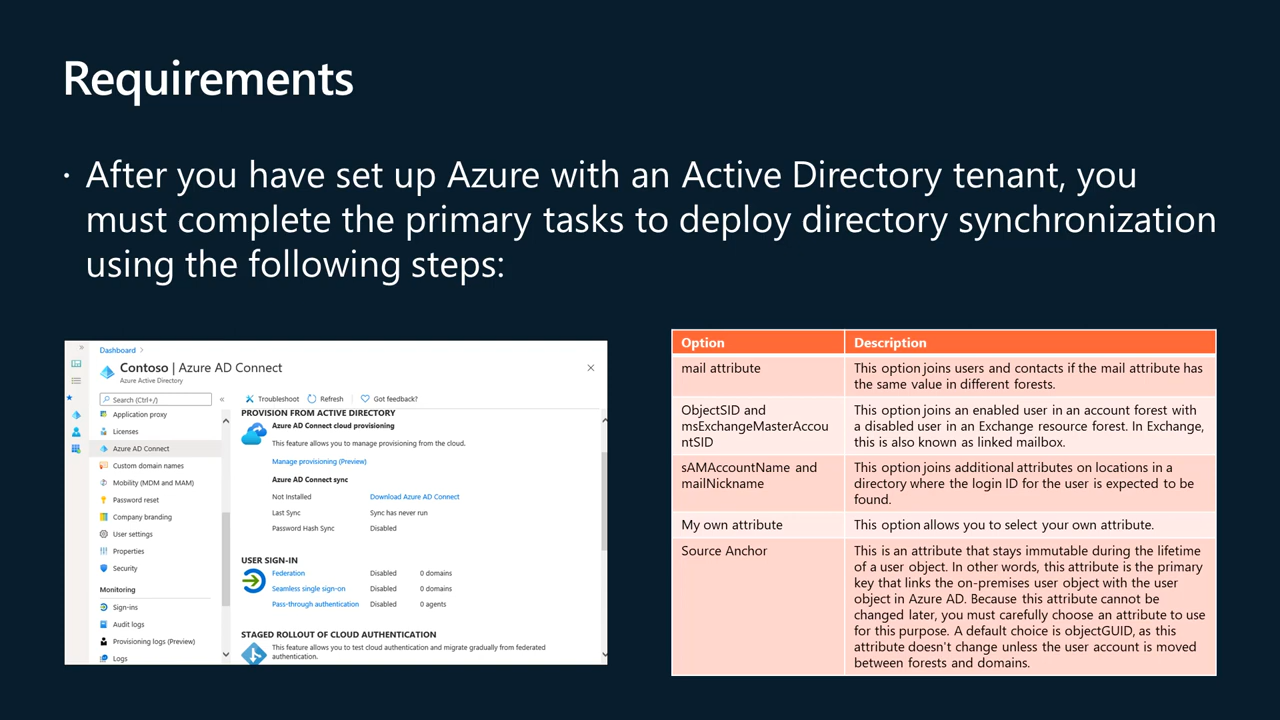 Requirements
· After you have set up Azure with an Active Directory tenant, you
must complete the primary tasks to deploy directory synchronization
using the following steps:
Dashboard >
Contoso | Azure AD Connect
Azure Active Directory
Search (Ctrl+/)
Application proxy
Licenses
Azure AD Connect
Custom domain names
Mobility (MDM and MAM)
Password reset
Company branding
User settings
Properties
Security
Monitoring
Sign-ins
Audit logs
Provisioning logs (Preview)
Logs
Troubleshoot Refresh Got feedback?
PROVISION FROM ACTIVE DIRECTORY
Azure AD Connect cloud provisioning
This feature allows you to manage provisioning from the cloud.
Manage provisioning (Preview)
Azure AD Connect sync
Not Installed Download Azure AD Connect
Last Sync Sync has never run
Password Hash Sync Disabled
USER SIGN-IN
Federation Disabled 0 domains
Seamless single sign-on Disabled 0 domains
Pass-through authentication Disabled 0 agents
STAGED ROLLOUT OF CLOUD AUTHENTICATION
This feature allows you to test cloud authentication and migrate gradually from federated
authentication.
Option Description
mail attribute
This option joins users and contacts if the mail attribute has
the same value in different forests.
ObjectSID and
msExchangeMasterAccou
ntSID
This option joins an enabled user in an account forest with
a disabled user in an Exchange resource forest. In Exchange,
this is also known as linked mailbox.
sAMAccountName and
mailNickname
This option joins additional attributes on locations in a
directory where the login ID for the user is expected to be
found.
My own attribute
This option allows you to select your own attribute.
Source Anchor
This is an attribute that stays immutable during the lifetime
of a user object. In other words, this attribute is the primary
key that links the on-premises user object with the user
object in Azure AD. Because this attribute cannot be
changed later, you must carefully choose an attribute to use
for this purpose. A default choice is objectGUID, as this
attribute doesn't change unless the user account is moved
between forests and domains.